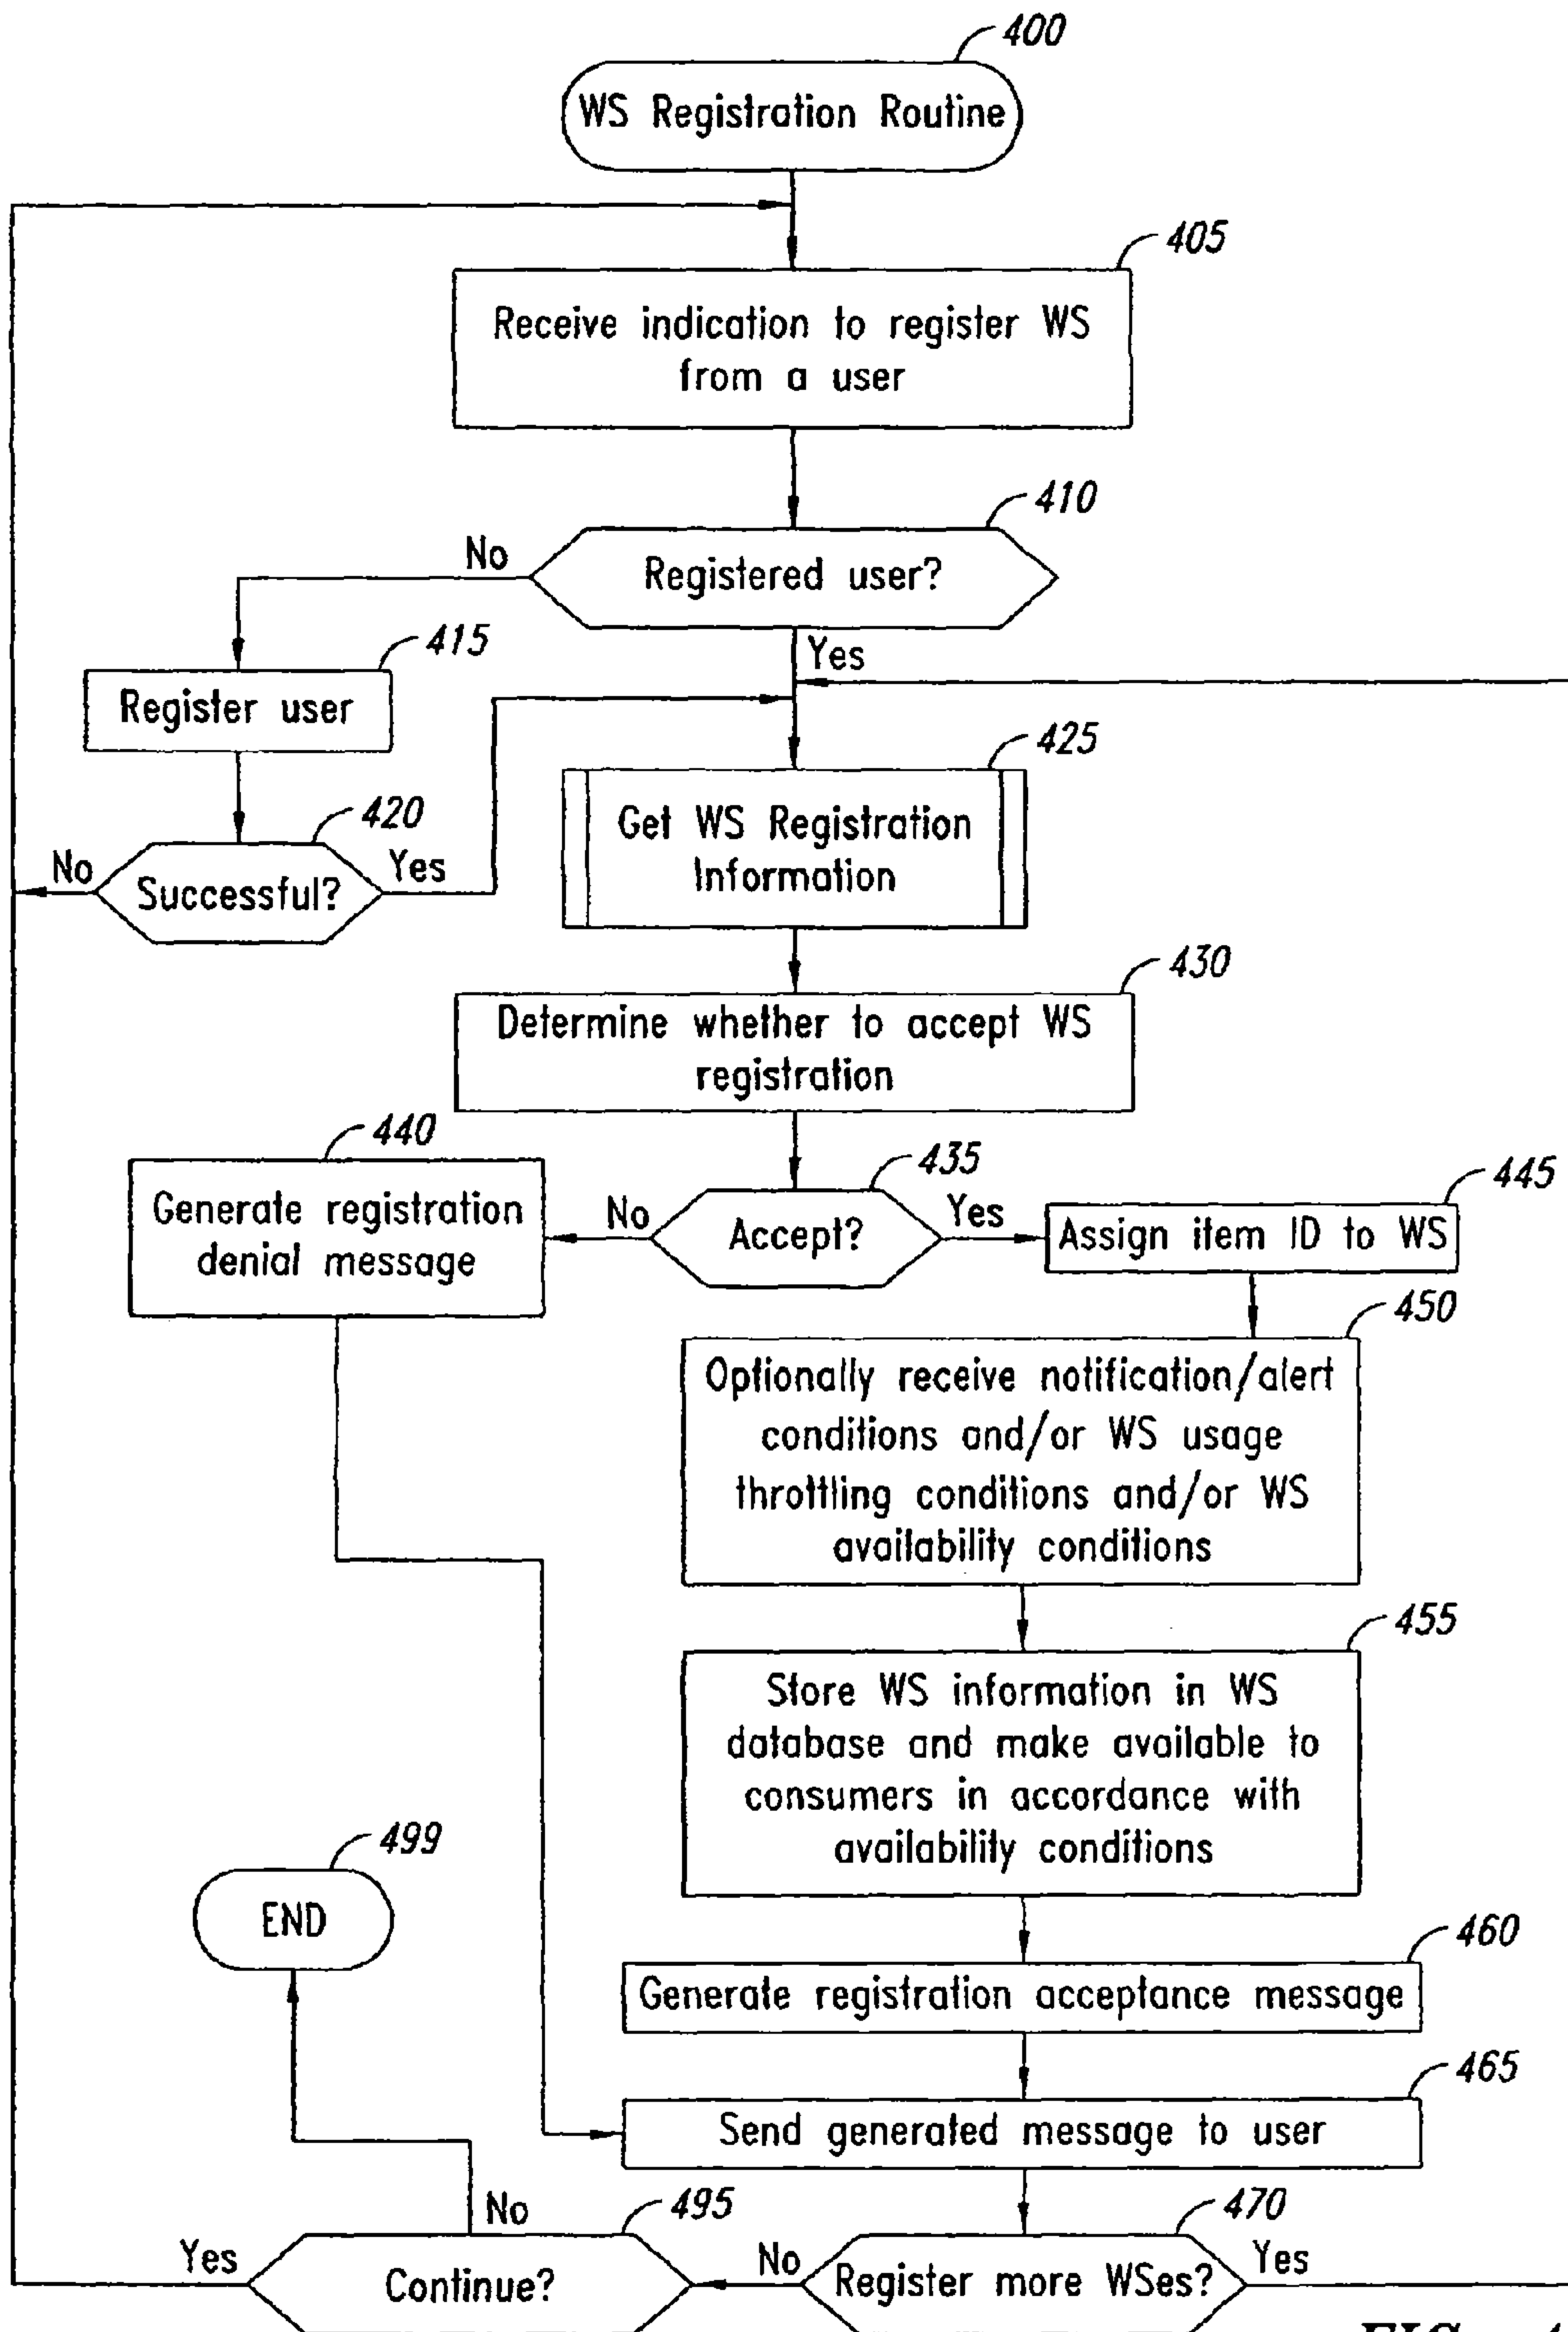 400
WS Registration Routine
405
Receive indication to register WS
from a user
410
No
Registered user?
Yes
415
Register user
425
Get WS Registration
Information
420
No
Successful?
Yes
430
Determine whether to accept WS
registration
440
Generate registration
denial message
435
No
Accept?
Yes
445
Assign item ID to WS
450
Optionally receive notification/alert
conditions and/or WS usage
throttling conditions and/or WS
availability conditions
455
Store WS information in WS
database and make available to
consumers in accordance with
availability conditions
499
END
460
Generate registration acceptance message
465
Send generated message to user
No
495
470
Yes
Continue?
No
Register more WSes?
Yes